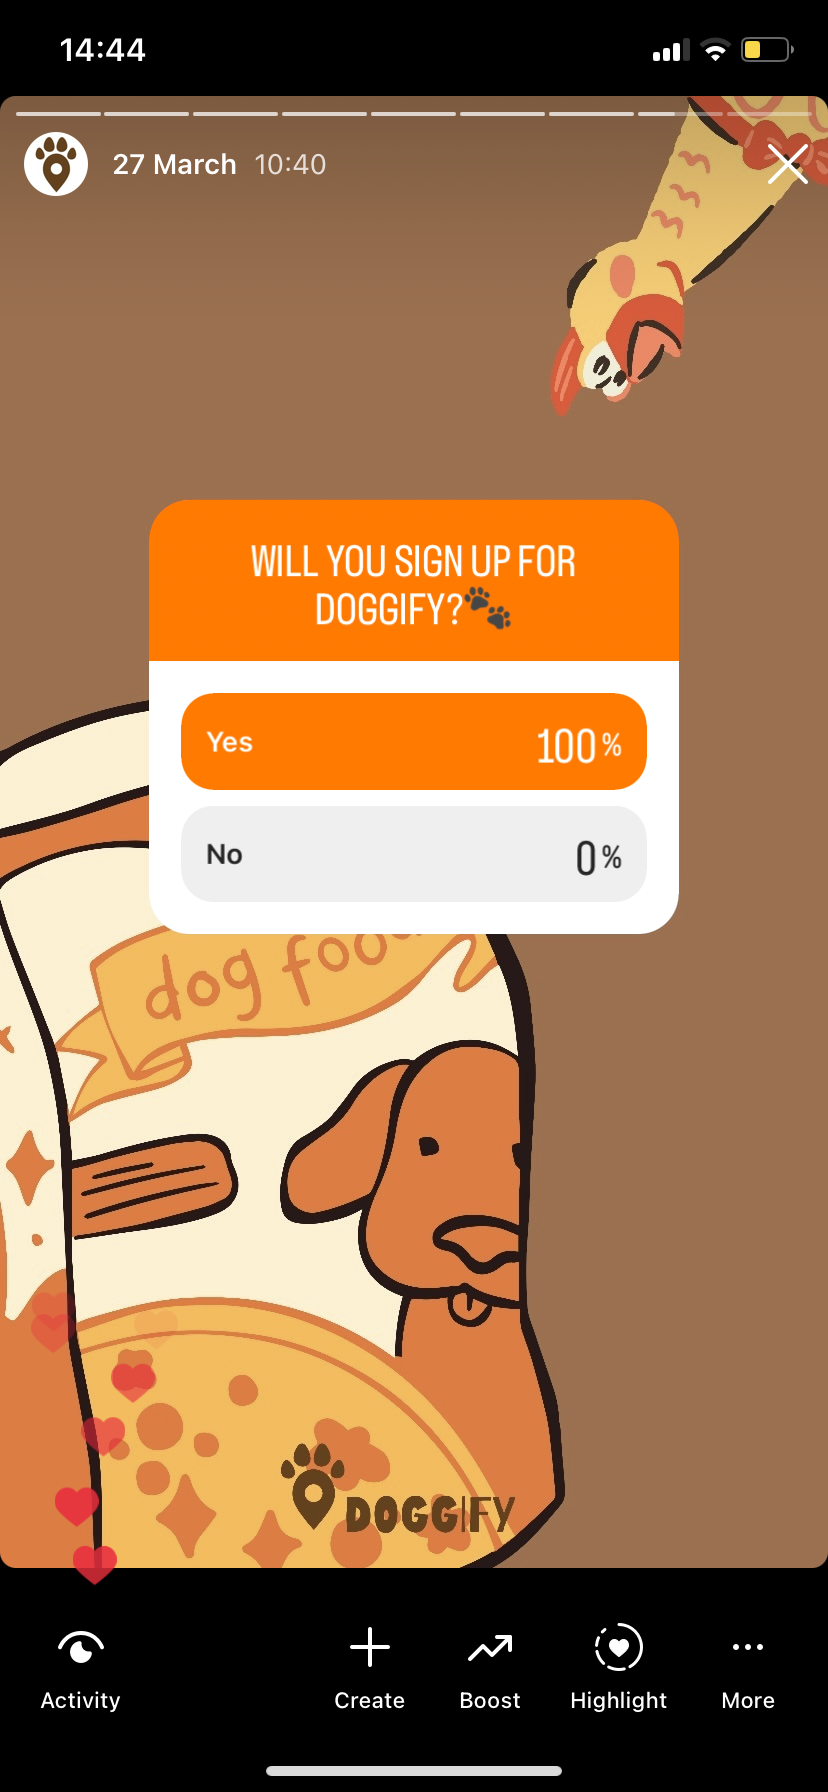 14:44
27 March 10:40
WILL YOU SIGN UP FOR
DOGGIFY?🐾
Yes 100%
No 0%
dog food
DOGGIFY
Activity
Create
Boost
Highlight
More